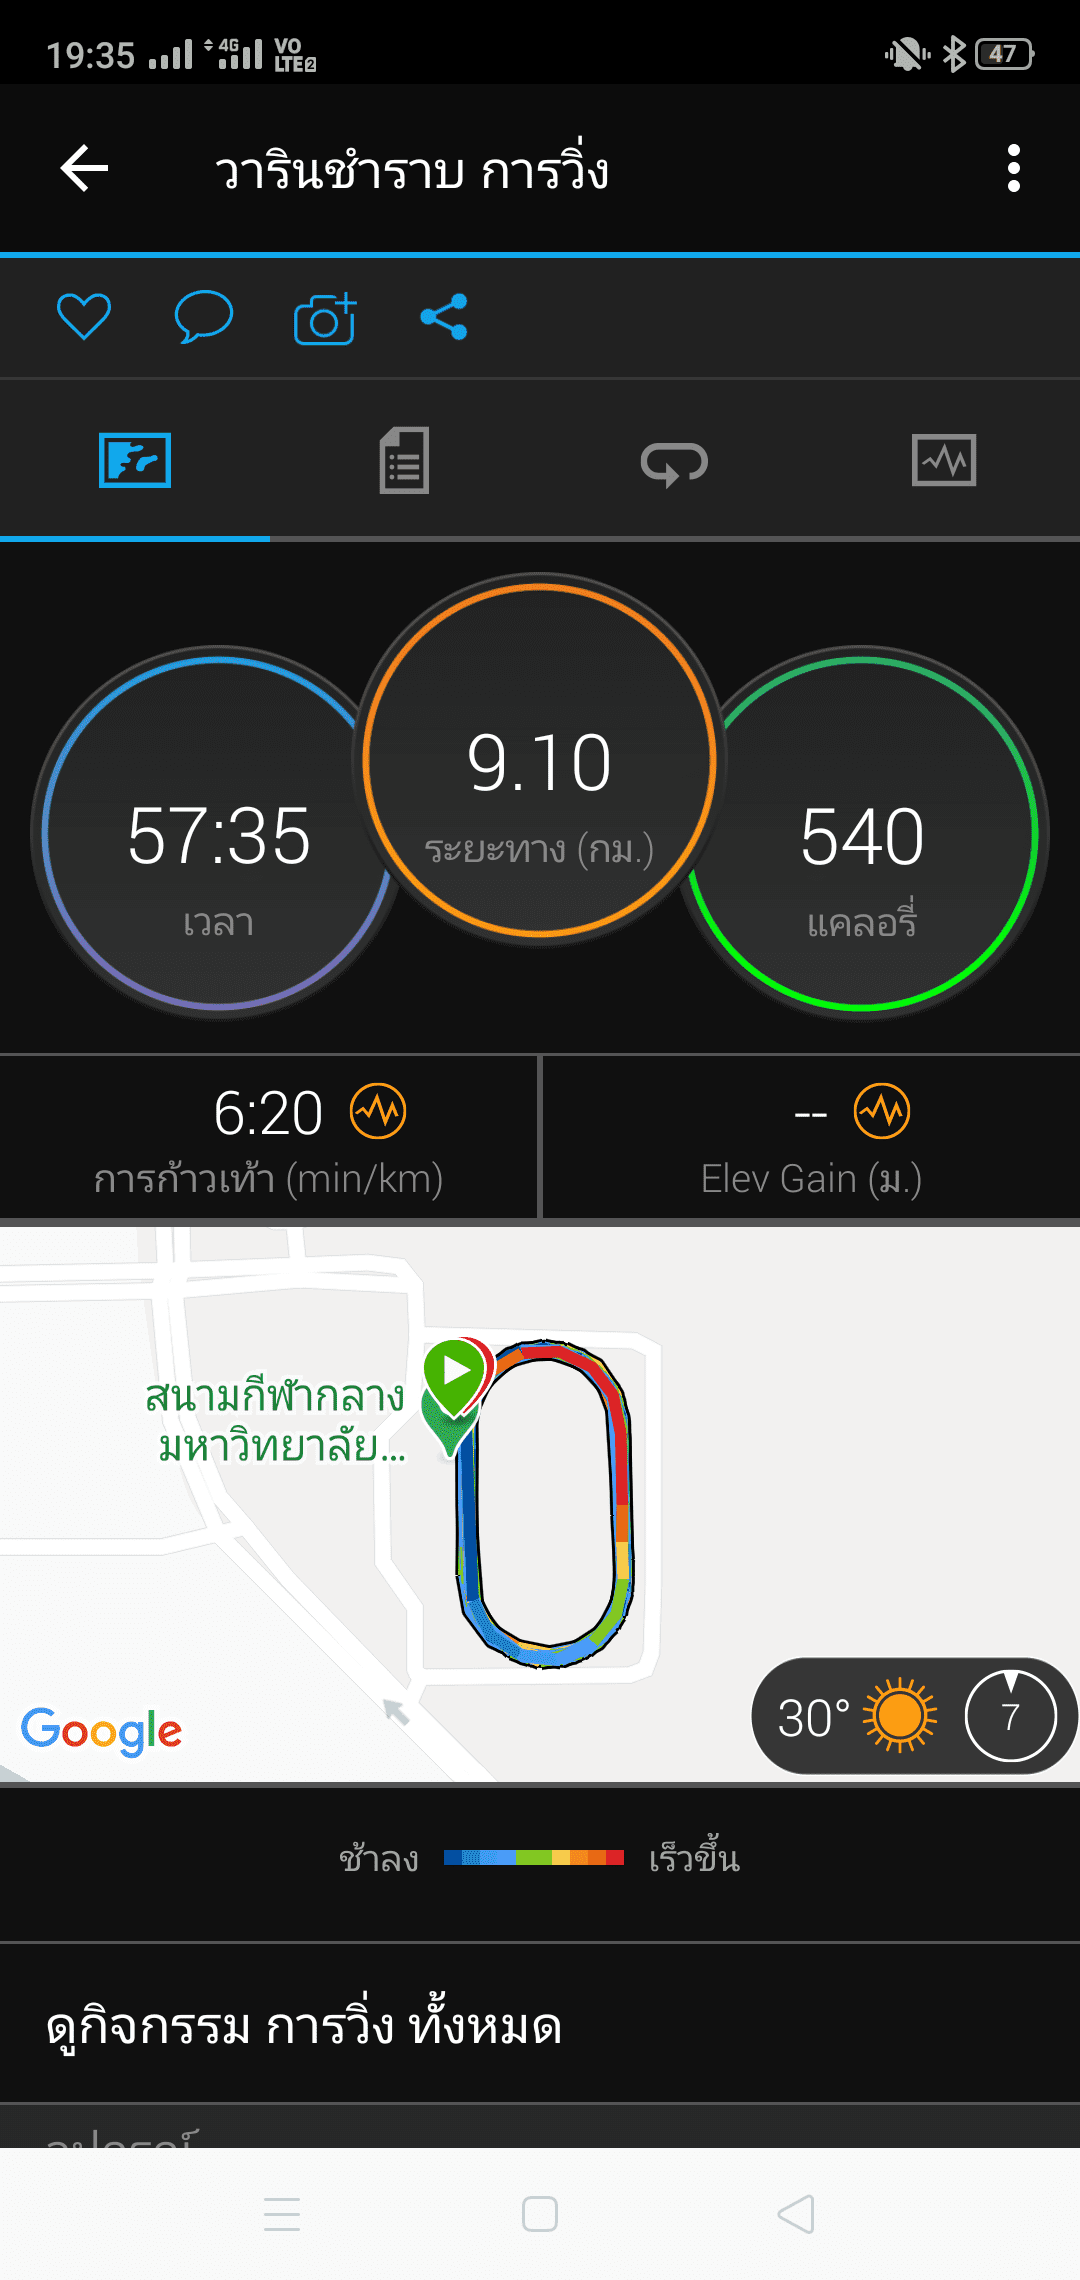 19:35 4G VO LTE2 47
วารินชำราบ การวิ่ง
9.10
ระยะทาง (กม.)
57:35
เวลา
540
แคลอรี่
6:20
การก้าวเท้า (min/km)
--
Elev Gain (ม.)
สนามกีฬากลาง
มหาวิทยาลัย...
Google
30° 7
ช้าลง เร็วขึ้น
ดูกิจกรรม การวิ่ง ทั้งหมด
อุปกรณ์